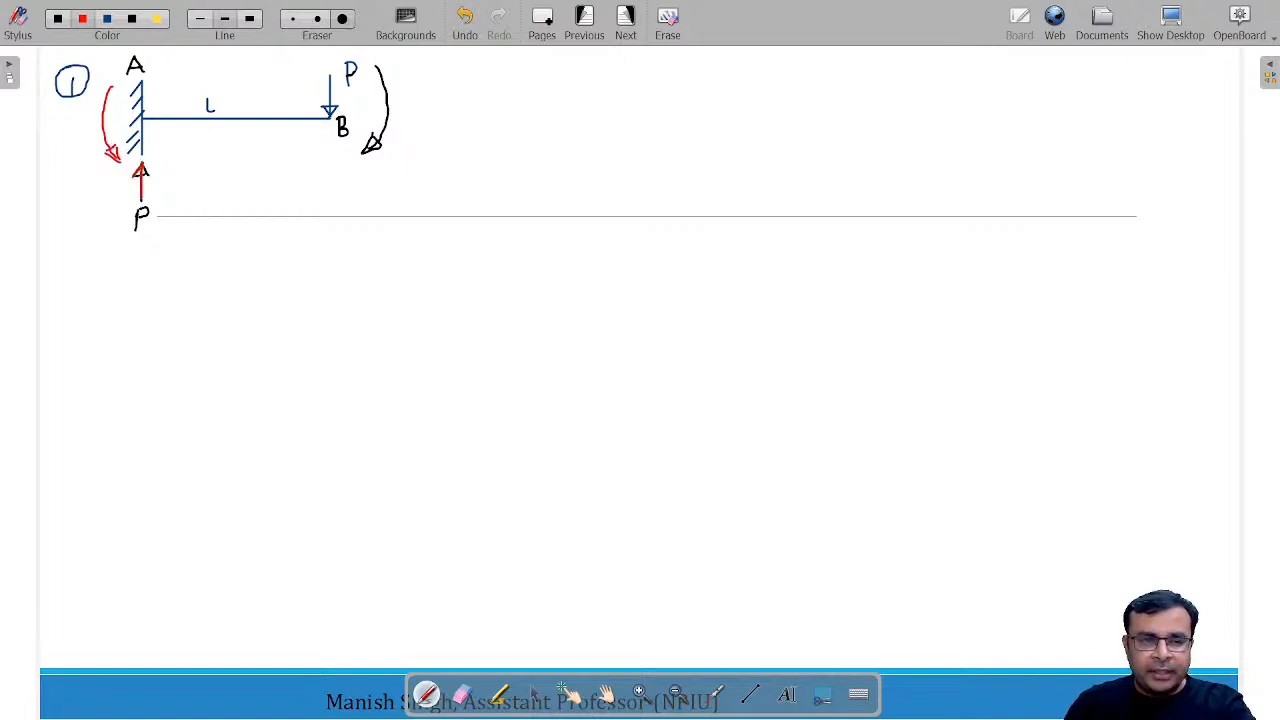 Stylus
Color
Line
Eraser
Backgrounds
Undo
Redo
Pages
Previous
Next
Erase
Board
Web
Documents
Show Desktop
OpenBoard
1
A
L
P
B
P
Manish Singh, Assistant Professor (NPIU)